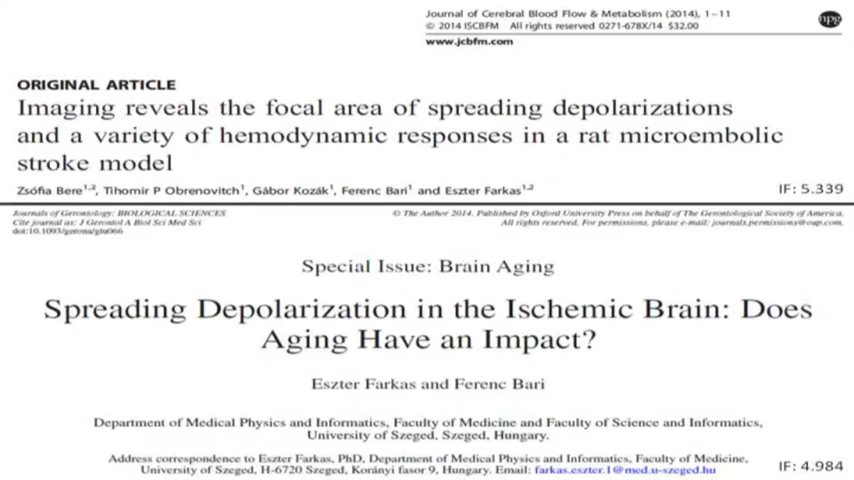 Journal of Cerebral Blood Flow & Metabolism (2014), 1–11
© 2014 ISCBFM All rights reserved 0271-678X/14 $32.00
npg
www.jcbfm.com
ORIGINAL ARTICLE
Imaging reveals the focal area of spreading depolarizations
and a variety of hemodynamic responses in a rat microembolic
stroke model
Zsófia Bere1,2, Tihomir P Obrenovitch1, Gábor Kozák1, Ferenc Bari1 and Eszter Farkas1,2
IF: 5.339
Journals of Gerontology: BIOLOGICAL SCIENCES
Cite journal as: J Gerontol A Biol Sci Med Sci
doi:10.1093/gerona/glu066
© The Author 2014. Published by Oxford University Press on behalf of The Gerontological Society of America.
All rights reserved. For permissions, please e-mail: journals.permissions@oup.com.
Special Issue: Brain Aging
Spreading Depolarization in the Ischemic Brain: Does
Aging Have an Impact?
Eszter Farkas and Ferenc Bari
Department of Medical Physics and Informatics, Faculty of Medicine and Faculty of Science and Informatics,
University of Szeged, Szeged, Hungary.
Address correspondence to Eszter Farkas, PhD, Department of Medical Physics and Informatics, Faculty of Medicine,
University of Szeged, H-6720 Szeged, Korányi fasor 9, Hungary. Email: farkas.eszter.1@med.u-szeged.hu
IF: 4.984